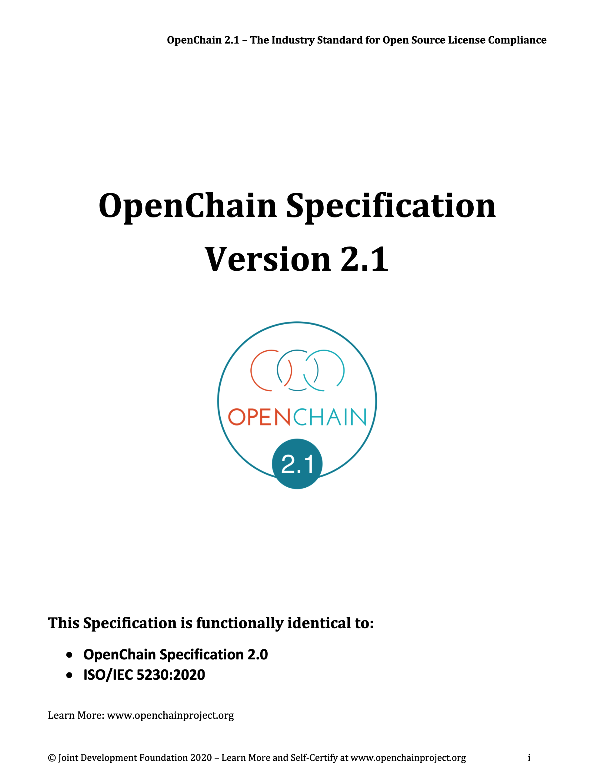 OpenChain 2.1 – The Industry Standard for Open Source License Compliance
OpenChain Specification
Version 2.1
OPENCHAIN
2.1
This Specification is functionally identical to:
• OpenChain Specification 2.0
• ISO/IEC 5230:2020
Learn More: www.openchainproject.org
© Joint Development Foundation 2020 – Learn More and Self-Certify at www.openchainproject.org i